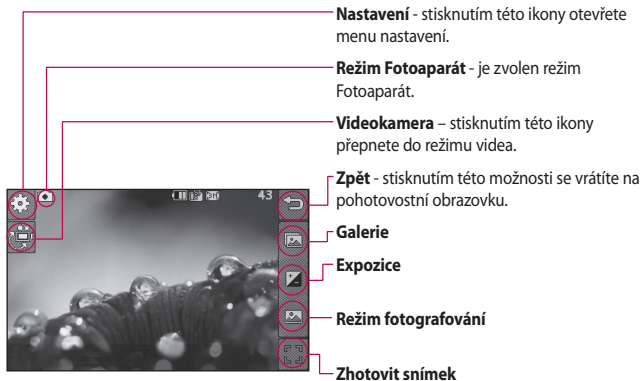 Nastavení - stisknutím této ikony otevřete
menu nastavení.
Režim Fotoaparát - je zvolen režim
Fotoaparát.
Videokamera – stisknutím této ikony
přepnete do režimu videa.
Zpět - stisknutím této možnosti se vrátíte na
pohotovostní obrazovku.
43
Galerie
Expozice
Režim fotografování
Zhotovit snímek